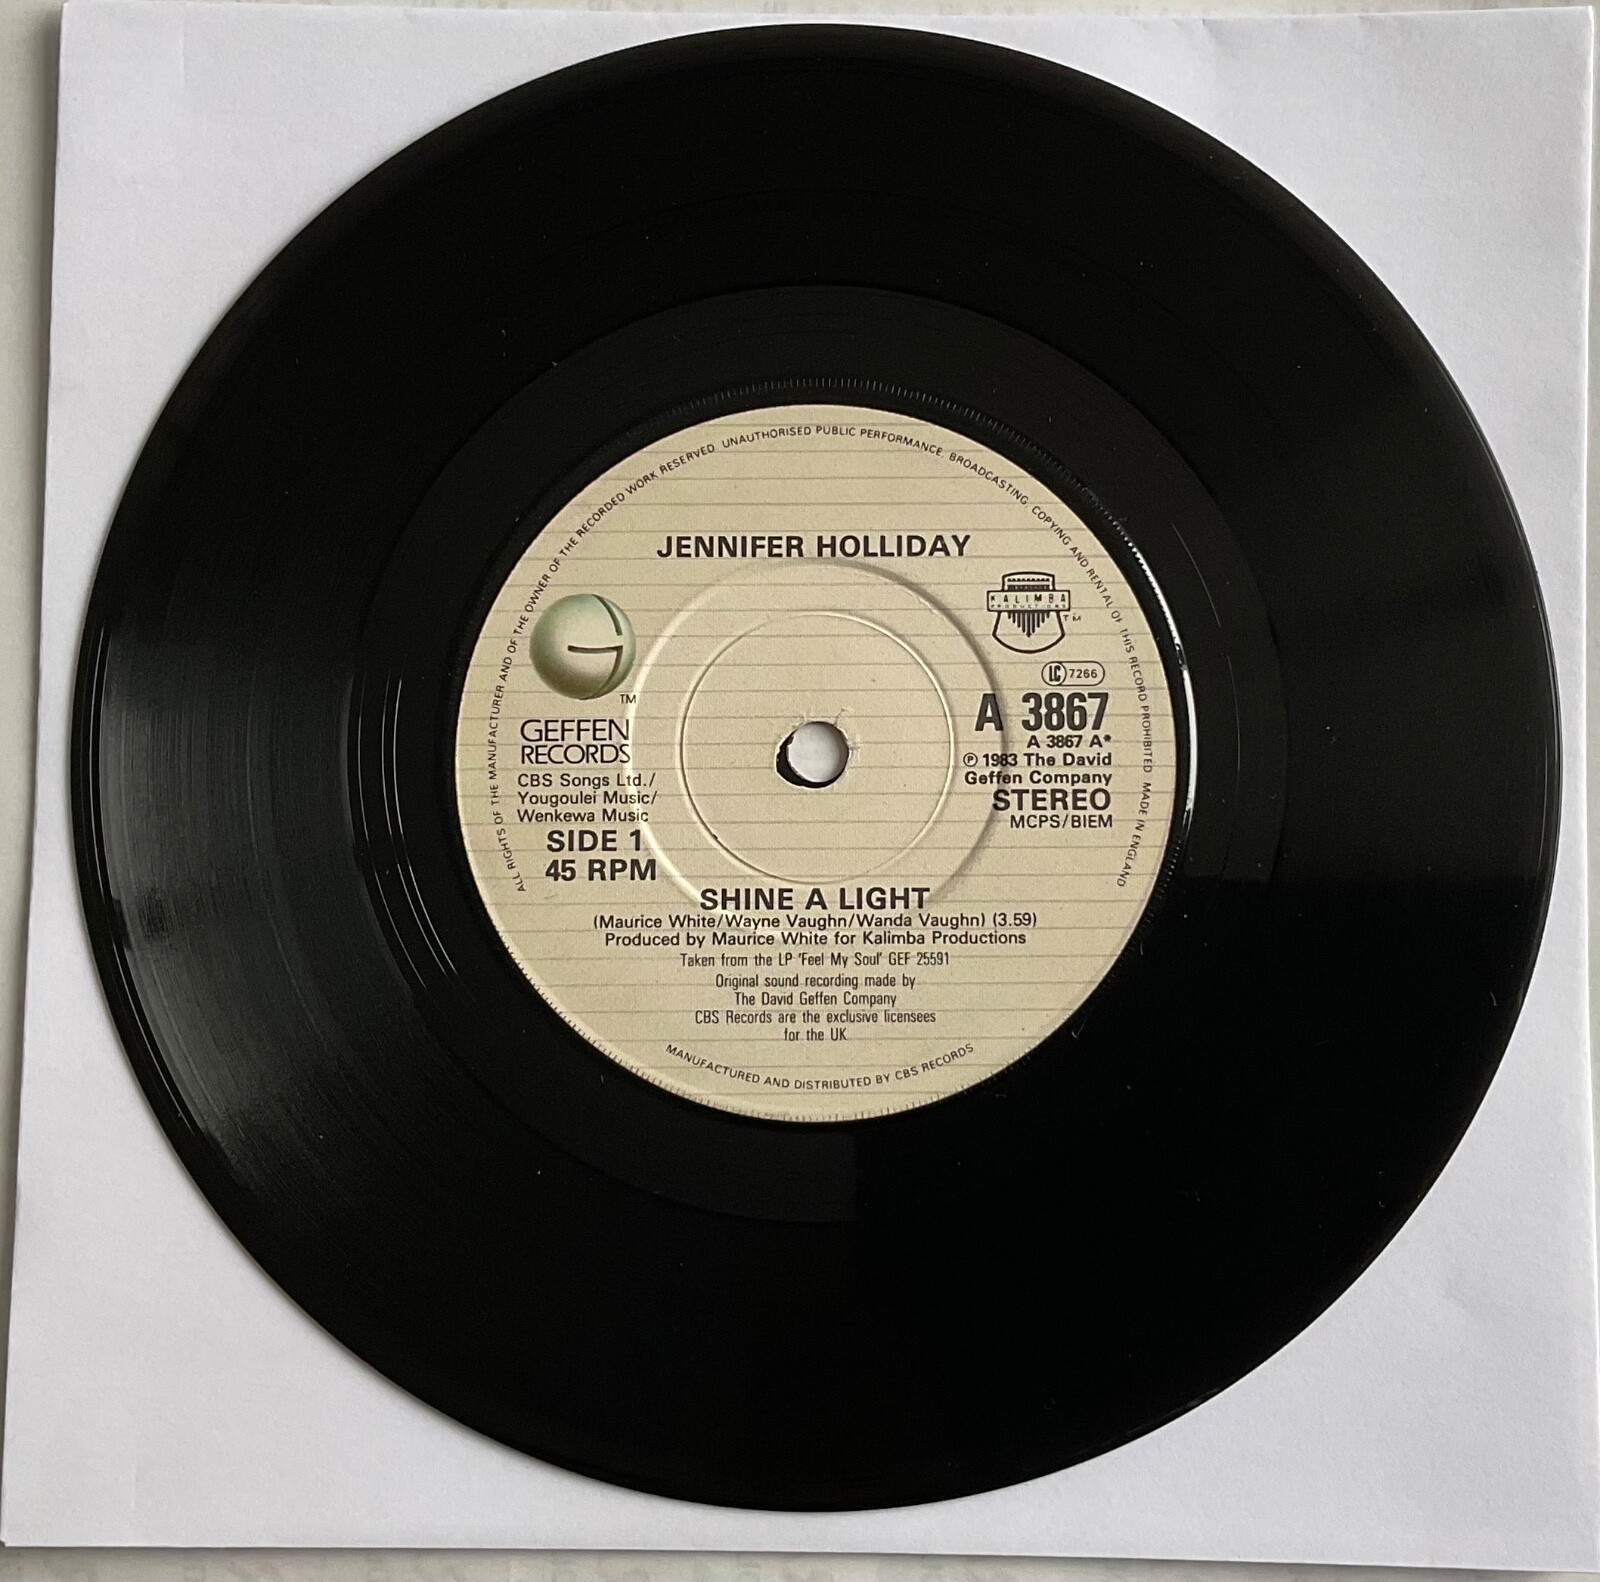 ALL RIGHTS OF THE MANUFACTURER AND OF THE OWNER OF THE RECORDED WORK RESERVED. UNAUTHORISED PUBLIC PERFORMANCE, BROADCASTING, COPYING AND RENTAL OF THIS RECORD PROHIBITED. MADE IN ENGLAND
JENNIFER HOLLIDAY
KALIMBA
PRODUCTIONS
TM
LC 7266
A 3867
A 3867 A*
℗ 1983 The David
Geffen Company
STEREO
MCPS/BIEM
G
TM
GEFFEN
RECORDS
CBS Songs Ltd./
Yougoulei Music/
Wenkewa Music
SIDE 1
45 RPM
SHINE A LIGHT
(Maurice White/Wayne Vaughn/Wanda Vaughn) (3.59)
Produced by Maurice White for Kalimba Productions
Taken from the LP 'Feel My Soul' GEF 25591
Original sound recording made by
The David Geffen Company
CBS Records are the exclusive licensees
for the UK
MANUFACTURED AND DISTRIBUTED BY CBS RECORDS